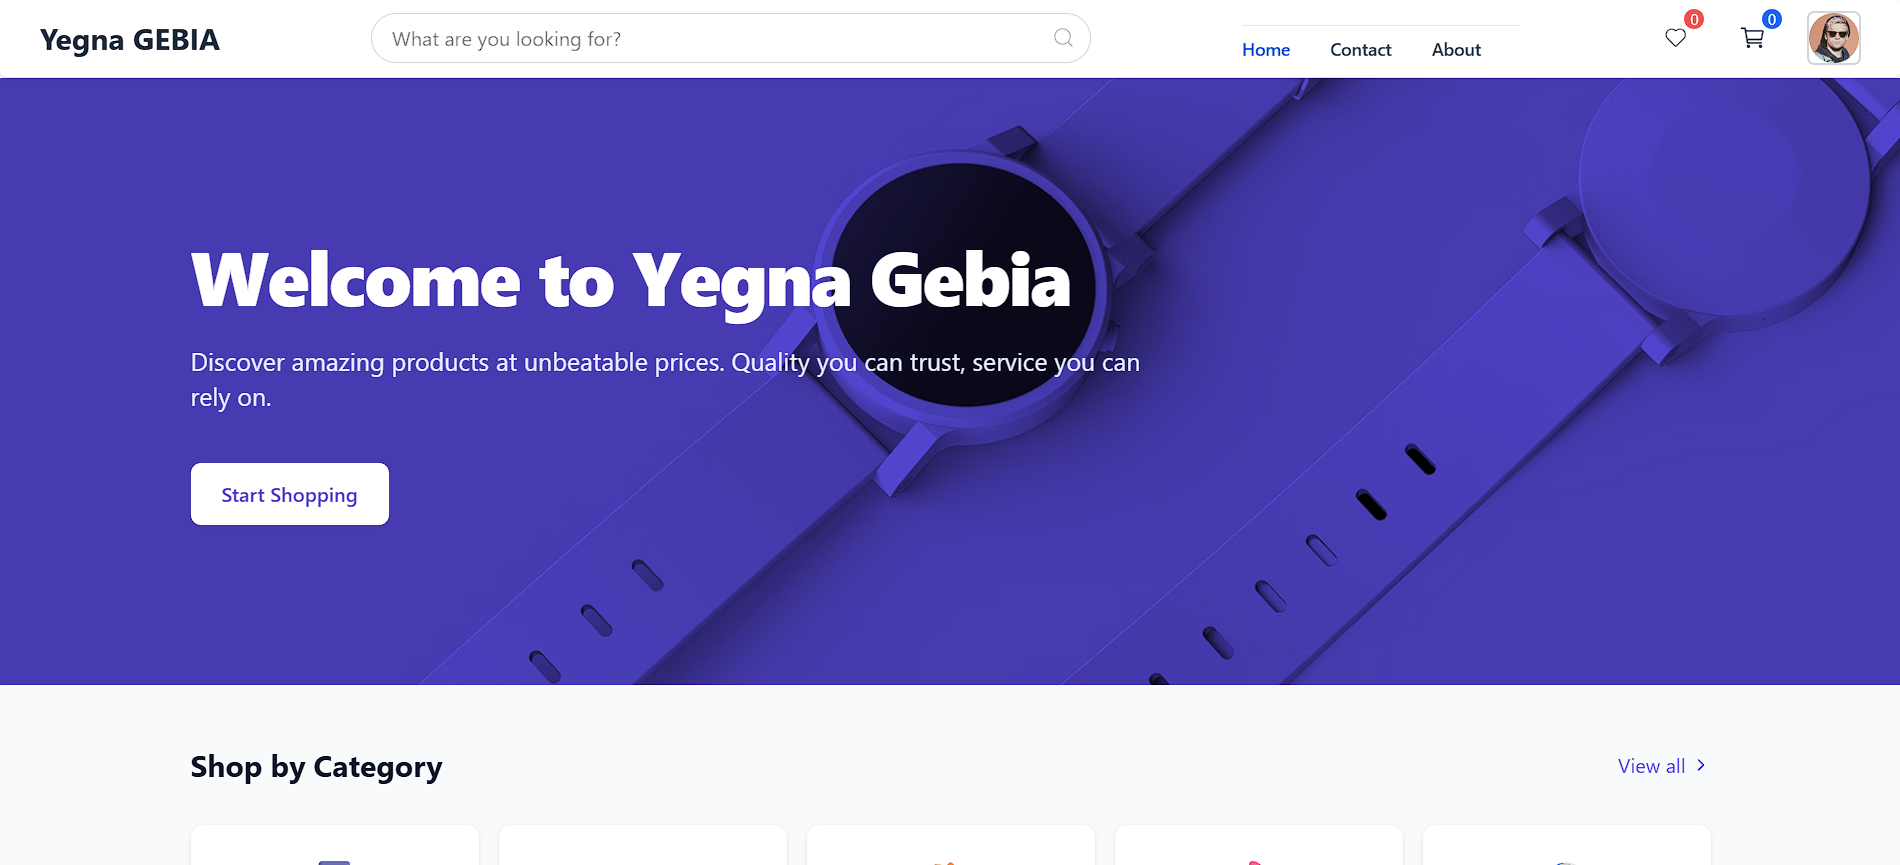 Yegna GEBIA
What are you looking for?
Home Contact About
0
0
Welcome to Yegna Gebia
Discover amazing products at unbeatable prices. Quality you can trust, service you can
rely on.
Start Shopping
Shop by Category
View all